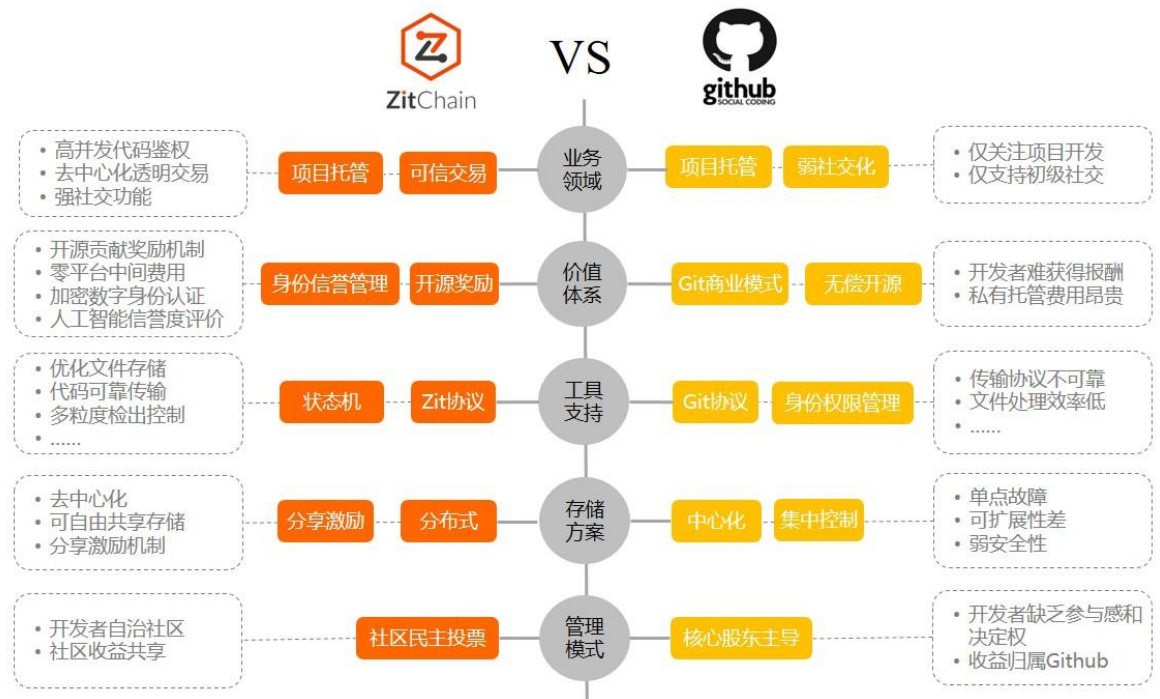 ZitChain
VS
github
SOCIAL CODING
• 高并发代码鉴权
• 去中心化透明交易
• 强社交功能
项目托管
可信交易
业务
领域
项目托管
弱社交化
• 仅关注项目开发
• 仅支持初级社交
• 开源贡献奖励机制
• 零平台中间费用
• 加密数字身份认证
• 人工智能信誉度评价
身份信誉管理
开源奖励
价值
体系
Git商业模式
无偿开源
• 开发者难获得报酬
• 私有托管费用昂贵
• 优化文件存储
• 代码可靠传输
• 多粒度检出控制
• ......
状态机
Zit协议
工具
支持
Git协议
身份权限管理
• 传输协议不可靠
• 文件处理效率低
• ......
• 去中心化
• 可自由共享存储
• 分享激励机制
分享激励
分布式
存储
方案
中心化
集中控制
• 单点故障
• 可扩展性差
• 弱安全性
• 开发者自治社区
• 社区收益共享
社区民主投票
管理
模式
核心股东主导
• 开发者缺乏参与感和
决定权
• 收益归属Github